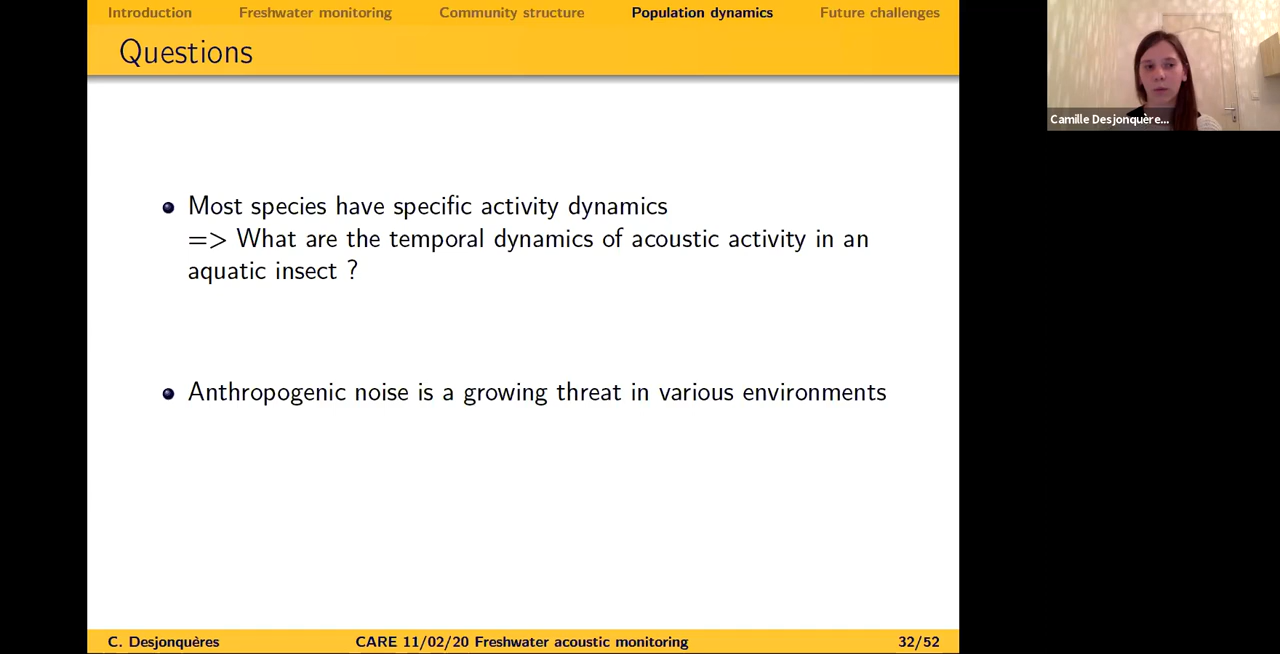 Introduction Freshwater monitoring Community structure Population dynamics Future challenges
Questions
Camille Desjonquère...
Most species have specific activity dynamics
=> What are the temporal dynamics of acoustic activity in an
aquatic insect ?
Anthropogenic noise is a growing threat in various environments
C. Desjonquères CARE 11/02/20 Freshwater acoustic monitoring 32/52